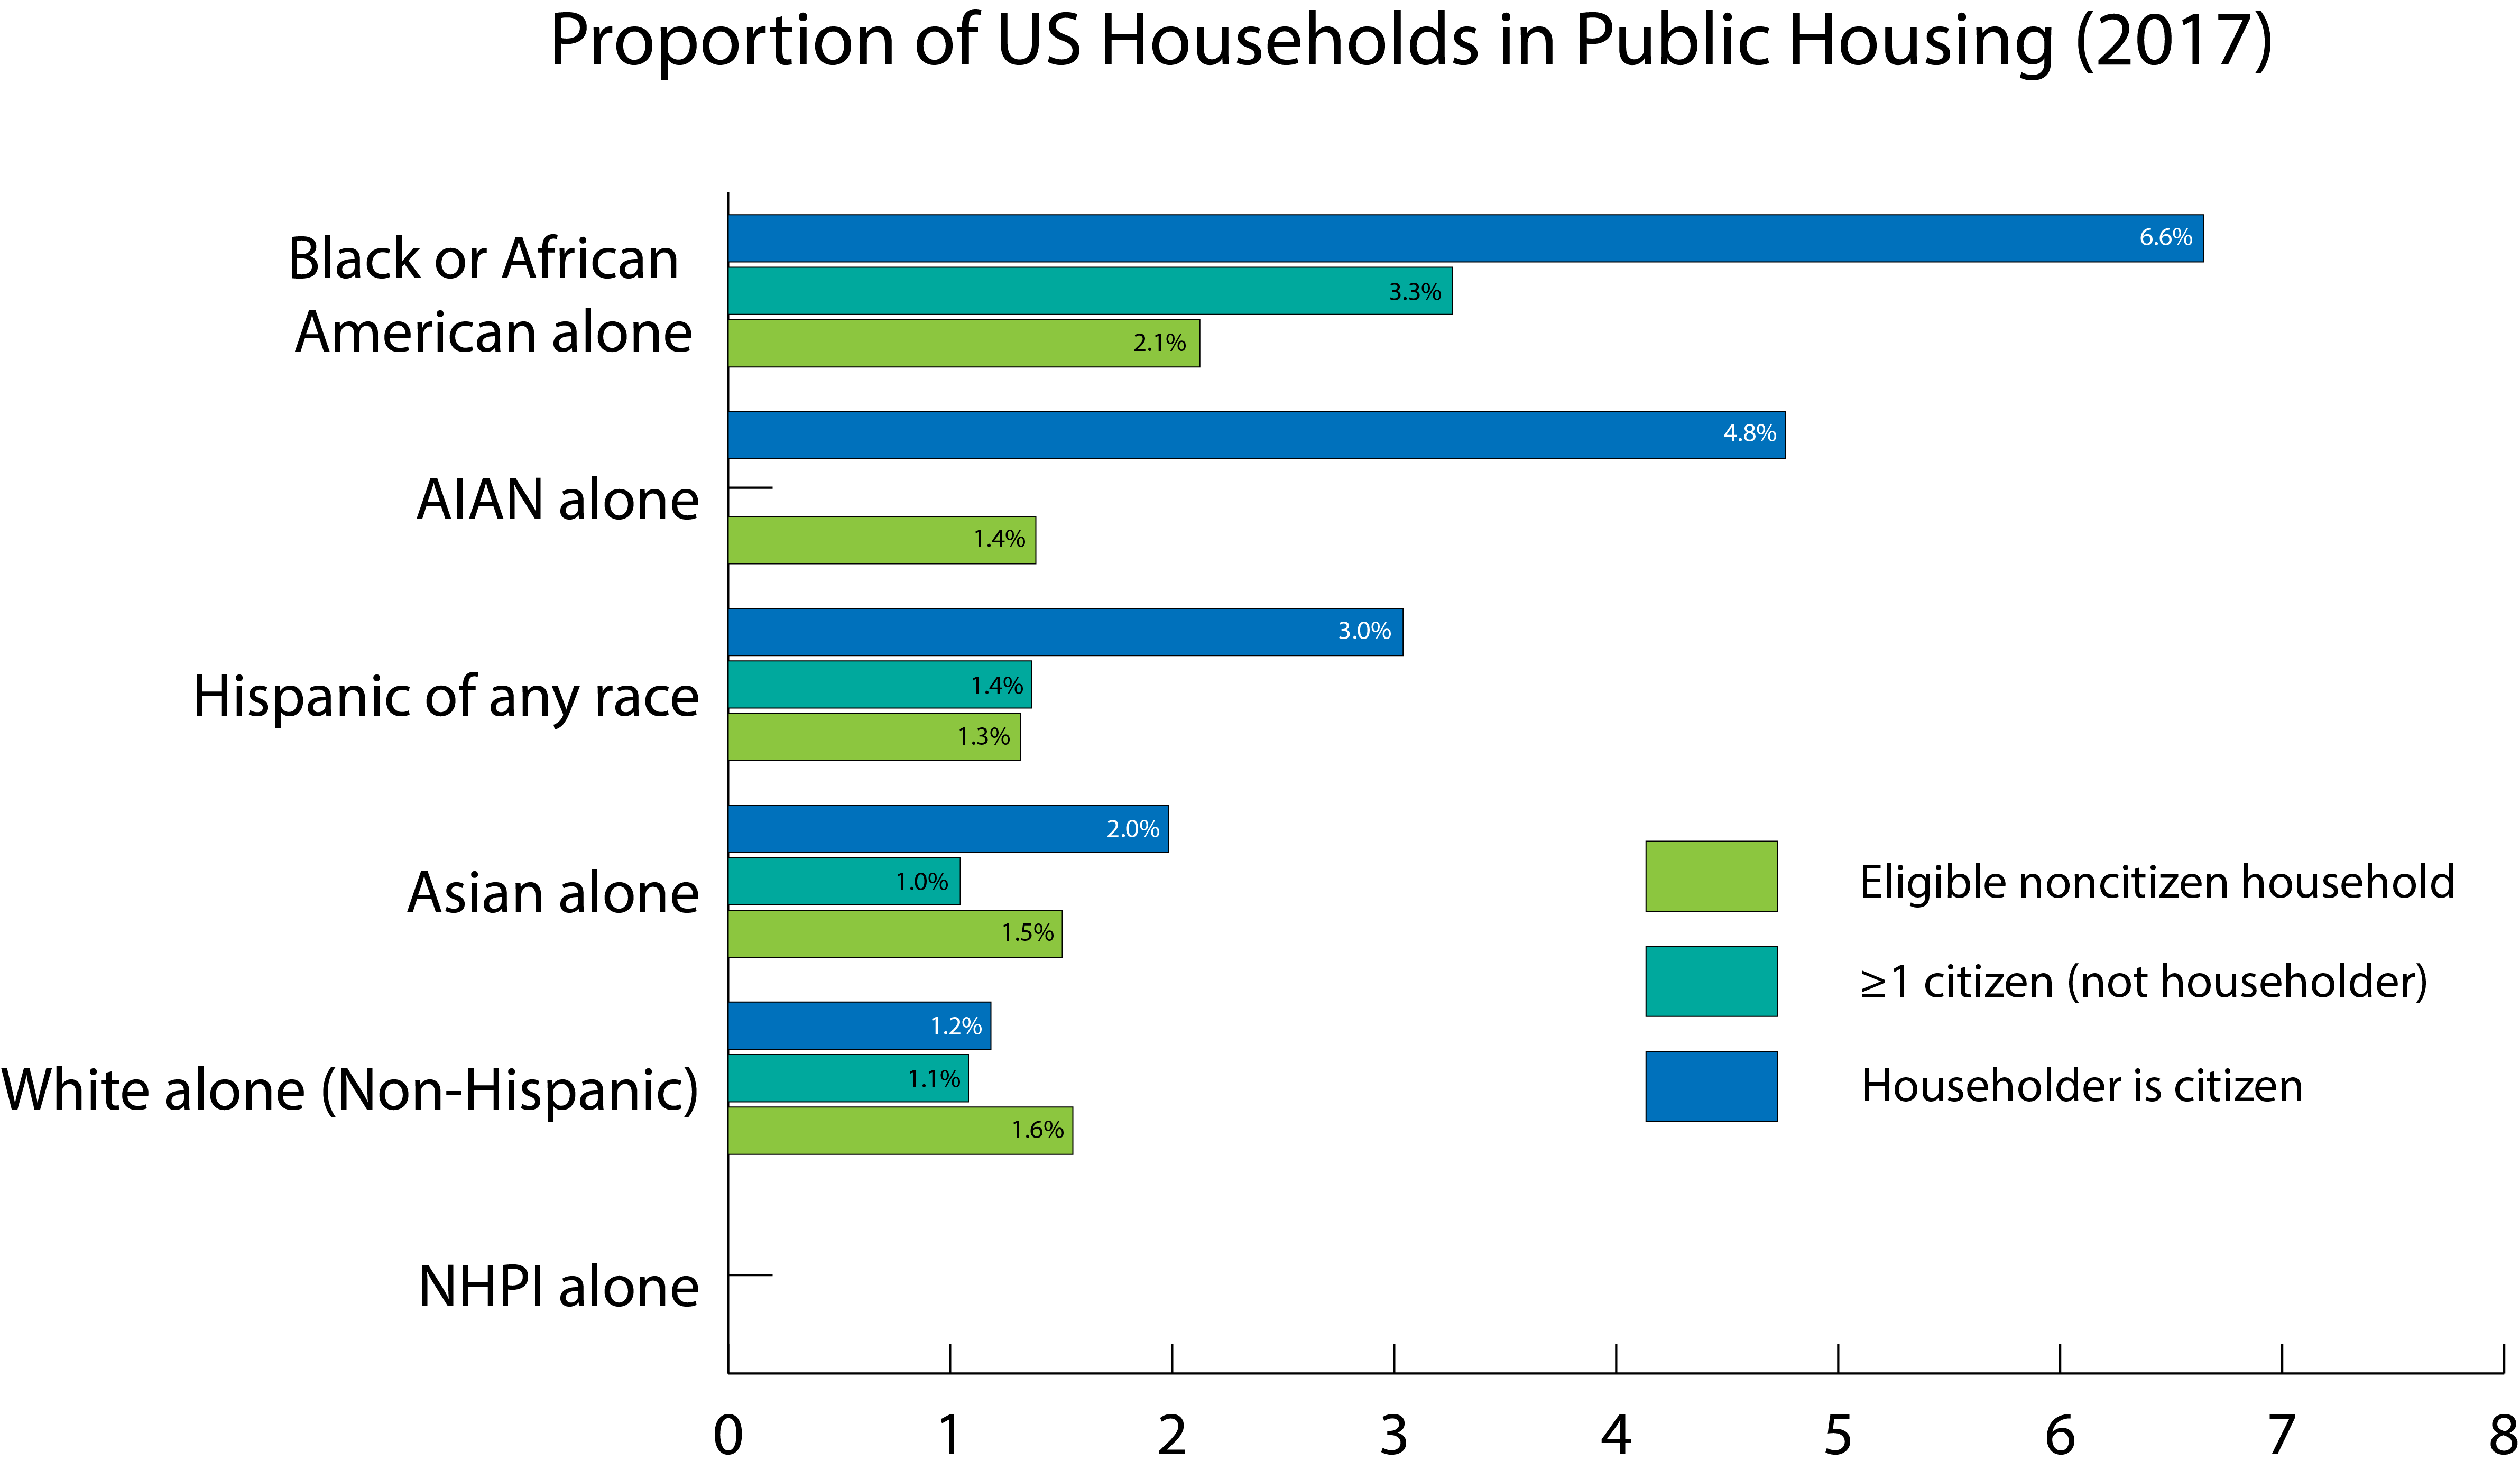 Proportion of US Households in Public Housing (2017)
Black or African
American alone
6.6%
3.3%
2.1%
AIAN alone
4.8%
1.4%
Hispanic of any race
3.0%
1.4%
1.3%
Asian alone
2.0%
1.0%
1.5%
White alone (Non-Hispanic)
1.2%
1.1%
1.6%
NHPI alone
Eligible noncitizen household
≥1 citizen (not householder)
Householder is citizen
0 1 2 3 4 5 6 7 8